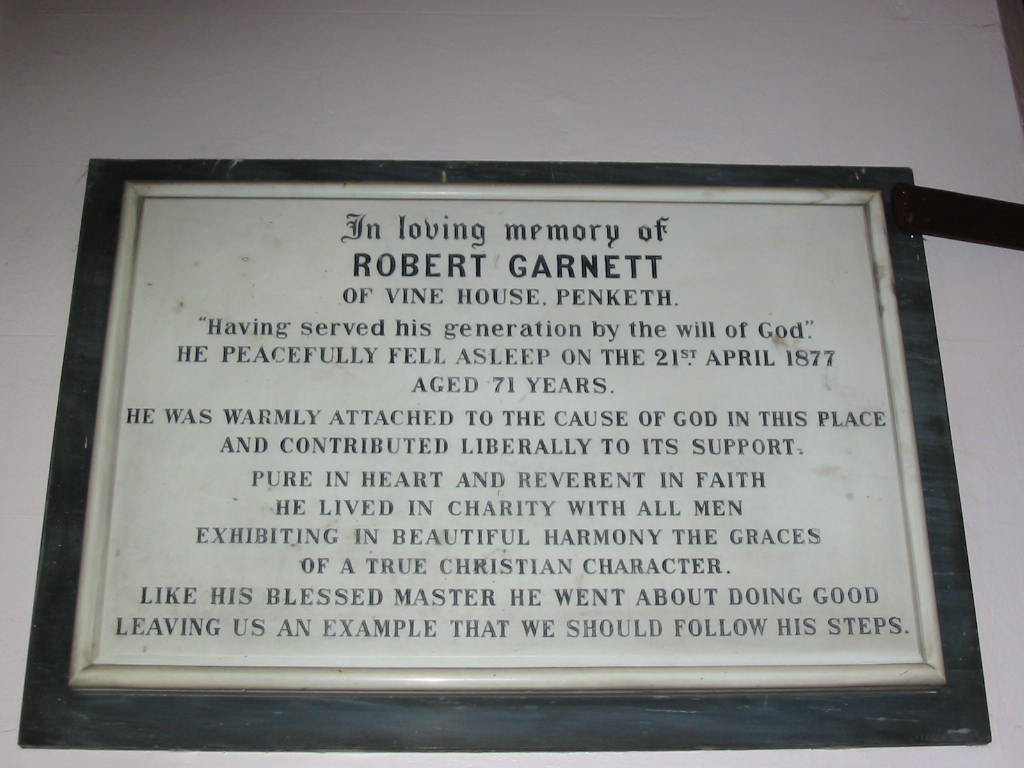 In loving memory of
ROBERT GARNETT
OF VINE HOUSE, PENKETH.
"Having served his generation by the will of God".
HE PEACEFULLY FELL ASLEEP ON THE 21ST. APRIL 1877
AGED 71 YEARS.
HE WAS WARMLY ATTACHED TO THE CAUSE OF GOD IN THIS PLACE
AND CONTRIBUTED LIBERALLY TO ITS SUPPORT.
PURE IN HEART AND REVERENT IN FAITH
HE LIVED IN CHARITY WITH ALL MEN
EXHIBITING IN BEAUTIFUL HARMONY THE GRACES
OF A TRUE CHRISTIAN CHARACTER.
LIKE HIS BLESSED MASTER HE WENT ABOUT DOING GOOD
LEAVING US AN EXAMPLE THAT WE SHOULD FOLLOW HIS STEPS.